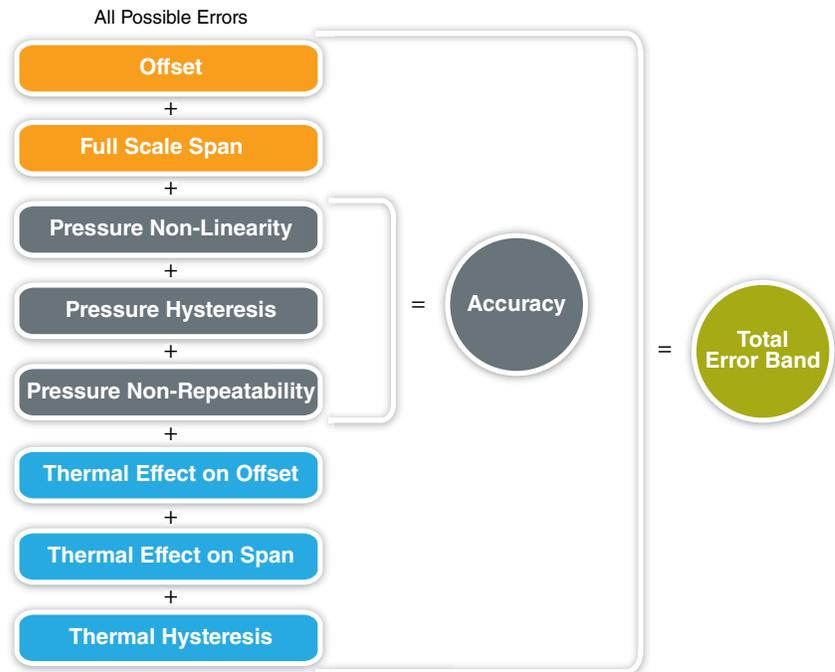 All Possible Errors
Offset
+
Full Scale Span
+
Pressure Non-Linearity
+
Pressure Hysteresis
+
Pressure Non-Repeatability
+
Thermal Effect on Offset
+
Thermal Effect on Span
+
Thermal Hysteresis
=
Accuracy
=
Total
Error Band